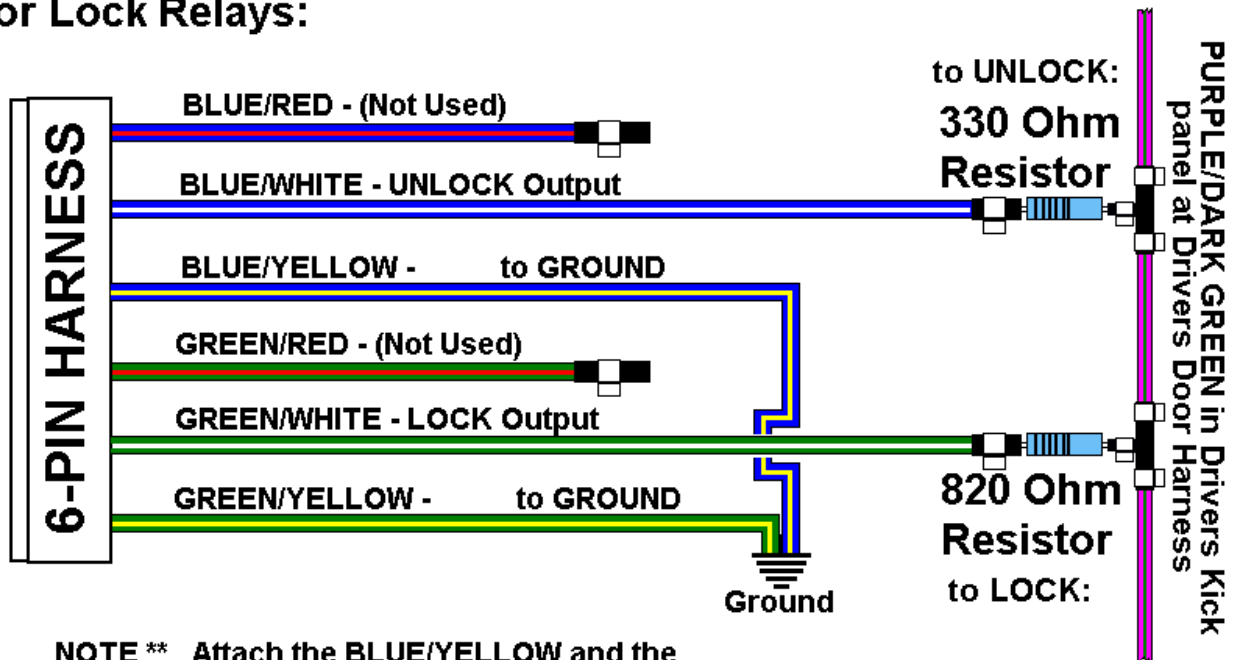 or Lock Relays:
to UNLOCK:
330 Ohm
Resistor
BLUE/RED - (Not Used)
BLUE/WHITE - UNLOCK Output
BLUE/YELLOW - to GROUND
GREEN/RED - (Not Used)
GREEN/WHITE - LOCK Output
GREEN/YELLOW - to GROUND
6-PIN HARNESS
820 Ohm
Resistor
to LOCK:
Ground
PURPLE/DARK GREEN in Drivers Kick
panel at Drivers Door Harness
NOTE ** Attach the BLUE/YELLOW and the